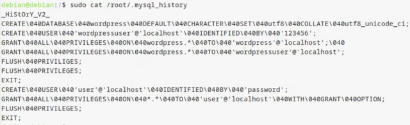 debian@debian:/$ sudo cat /root/.mysql_history
_HiStOrY_V2_
CREATE\040DATABASE\040wordpress\040DEFAULT\040CHARACTER\040SET\040utf8\040COLLATE\040utf8_unicode_ci;
CREATE\040USER\040'wordpressuser'@'localhost'\040IDENTIFIED\040BY\040'123456';
GRANT\040ALL\040PRIVILEGES\040ON\040wordpress.*\040TO\040'wordpress'@'localhost';\040
GRANT\040ALL\040PRIVILEGES\040ON\040wordpress.*\040TO\040'wordpressuser'@'localhost';
FLUSH\040PRIVILIGES;
FLUSH\040PRIVILEGES;
EXIT;
CREATE\040USER\040'user'@'localhost'\040IDENTIFIED\040BY\040'password';
GRANT\040ALL\040PRIVILEGES\040ON\040*.*\040TO\040'user'@'localhost'\040WITH\040GRANT\040OPTION;
FLUSH\040PRIVILEGES;
EXIT;